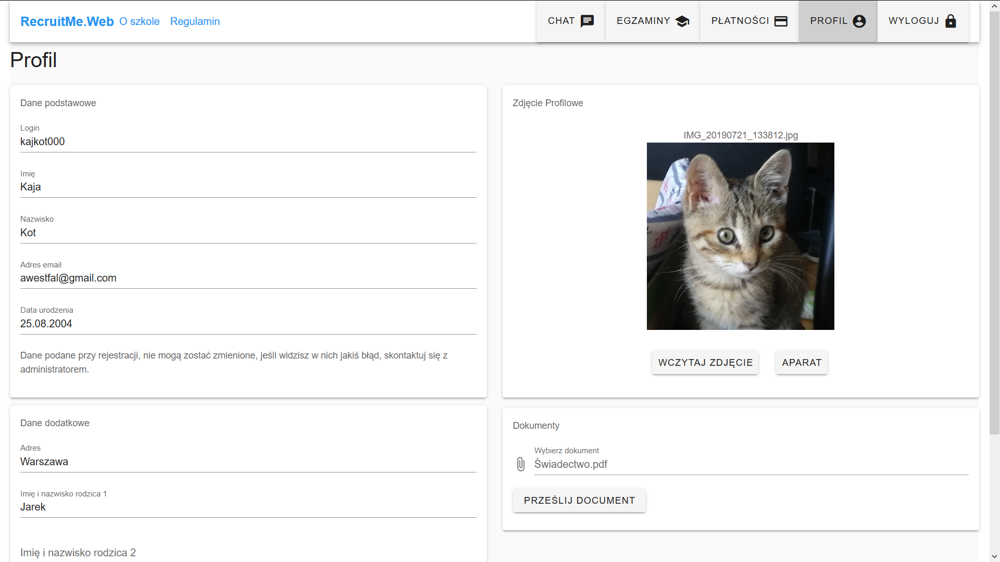 RecruitMe.Web O szkole Regulamin CHAT EGZAMINY PŁATNOŚCI PROFIL WYLOGUJ
Profil
Dane podstawowe
Login
kajkot000
Imię
Kaja
Nazwisko
Kot
Adres email
awestfal@gmail.com
Data urodzenia
25.08.2004
Dane podane przy rejestracji, nie mogą zostać zmienione, jeśli widzisz w nich jakiś błąd, skontaktuj się z
administratorem.
Zdjęcie Profilowe
IMG_20190721_133812.jpg
WCZYTAJ ZDJĘCIE APARAT
Dane dodatkowe
Adres
Warszawa
Imię i nazwisko rodzica 1
Jarek
Imię i nazwisko rodzica 2
Dokumenty
Wybierz dokument
Świadectwo.pdf
PRZEŚLIJ DOCUMENT